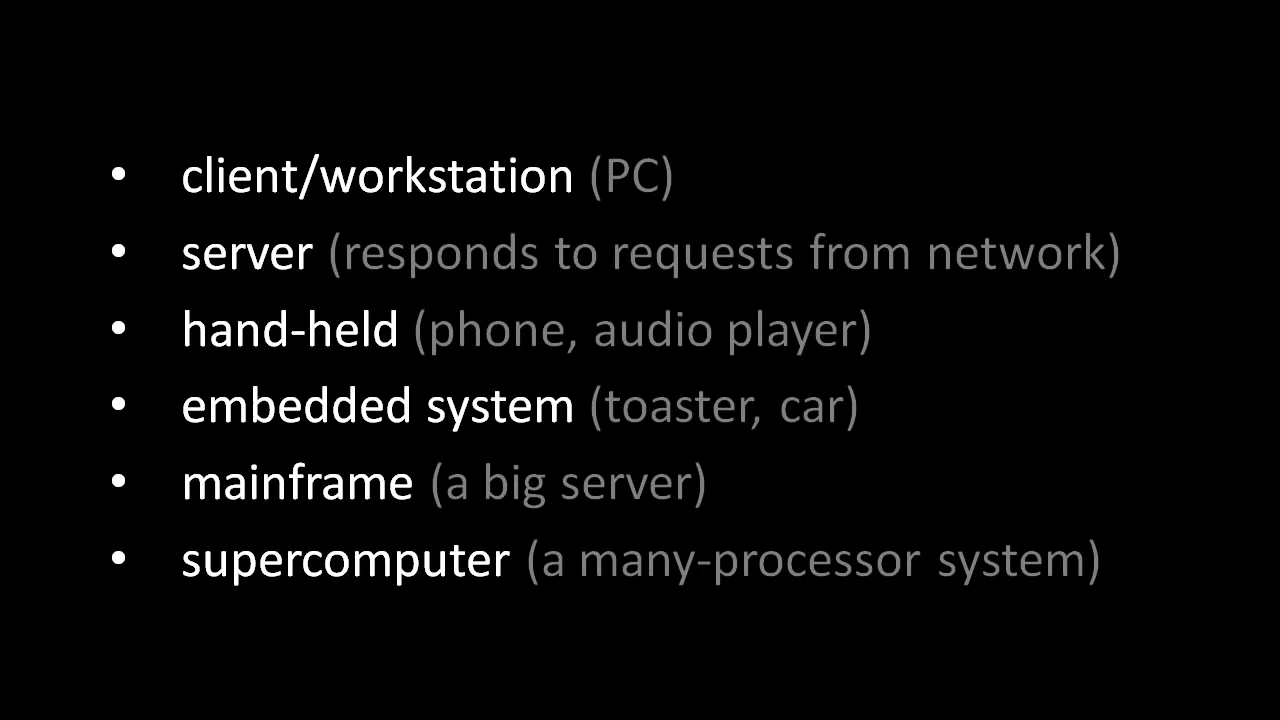 • client/workstation (PC)
• server (responds to requests from network)
• hand-held (phone, audio player)
• embedded system (toaster, car)
• mainframe (a big server)
• supercomputer (a many-processor system)